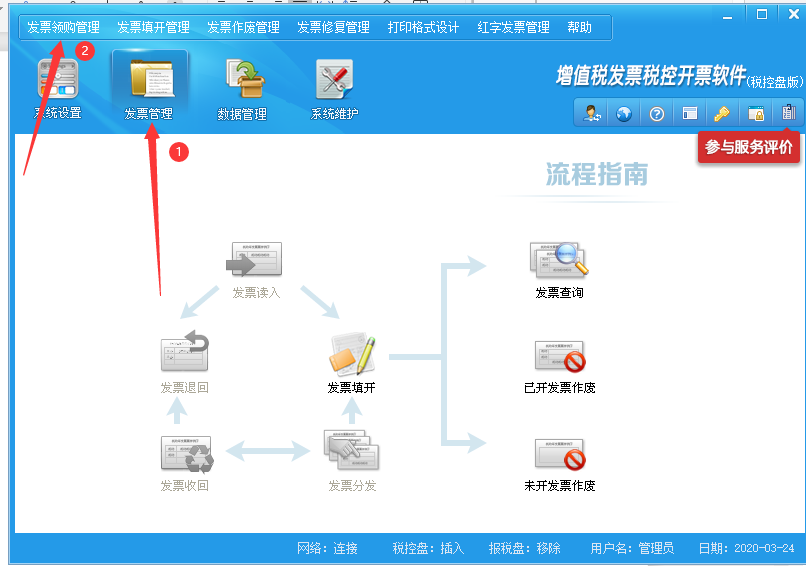 发票领购管理 发票填开管理 发票作废管理 发票修复管理 打印格式设计 红字发票管理 帮助
2
系统设置 发票管理 数据管理 系统维护
增值税发票税控开票软件(税控盘版)
1
参与服务评价
流程指南
发票读入
发票查询
发票退回
发票填开
已开发票作废
发票收回
发票分发
未开发票作废
网络：连接 税控盘：插入 报税盘：移除 用户名：管理员 日期：2020-03-24